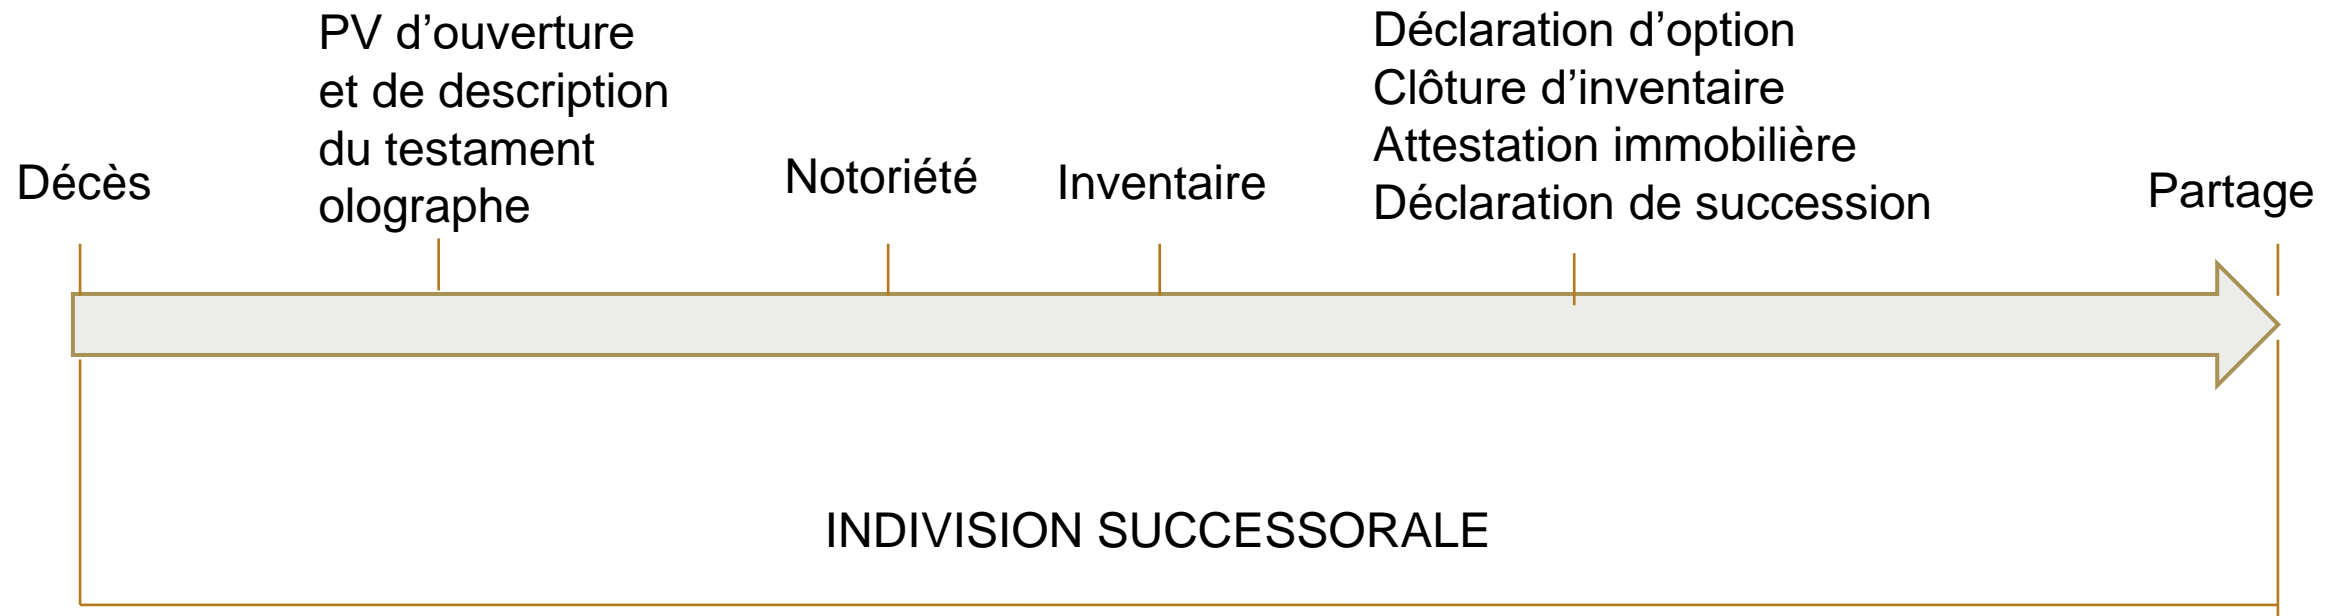 Décès
PV d’ouverture
et de description
du testament
olographe
Notoriété
Inventaire
Déclaration d’option
Clôture d’inventaire
Attestation immobilière
Déclaration de succession
Partage
INDIVISION SUCCESSORALE